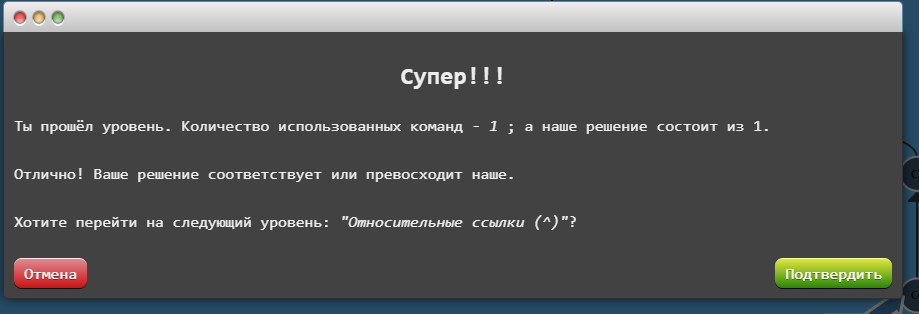 Супер!!!
Ты прошёл уровень. Количество использованных команд - 1 ; а наше решение состоит из 1.
Отлично! Ваше решение соответствует или превосходит наше.
Хотите перейти на следующий уровень: "Относительные ссылки (^)"?
Отмена
Подтвердить